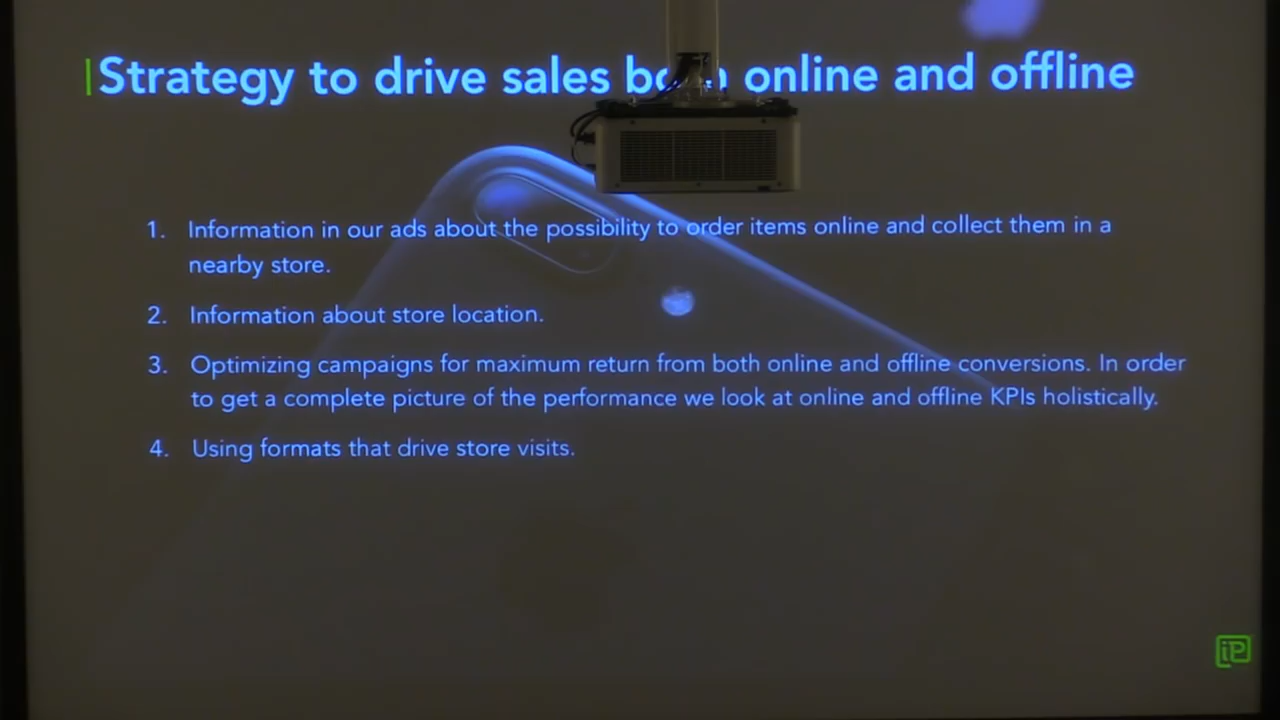 Strategy to drive sales online and offline
1. Information in our ads about the possibility to order items online and collect them in a
nearby store.
2. Information about store location.
3. Optimizing campaigns for maximum return from both online and offline conversions. In order
to get a complete picture of the performance we look at online and offline KPIs holistically.
4. Using formats that drive store visits.
iP